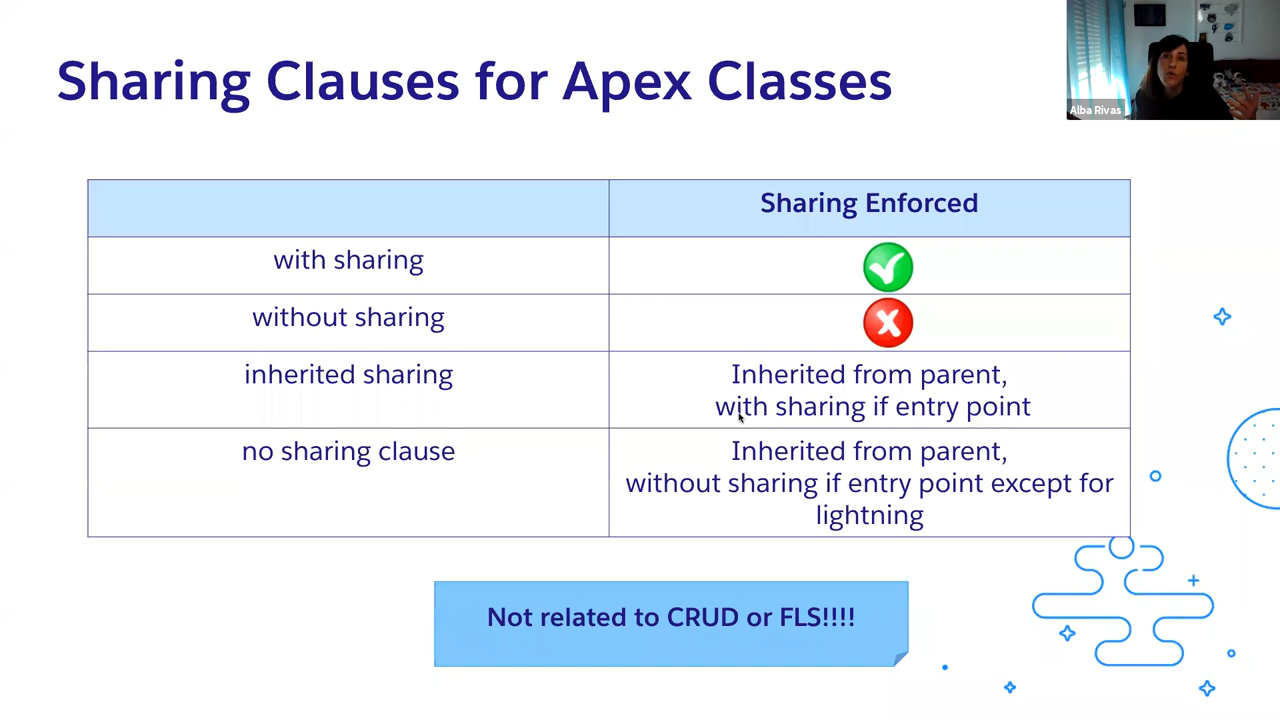 Sharing Clauses for Apex Classes
Alba Rivas
Sharing Enforced
with sharing
without sharing
inherited sharing
Inherited from parent,
with sharing if entry point
no sharing clause
Inherited from parent,
without sharing if entry point except for
lightning
Not related to CRUD or FLS!!!!